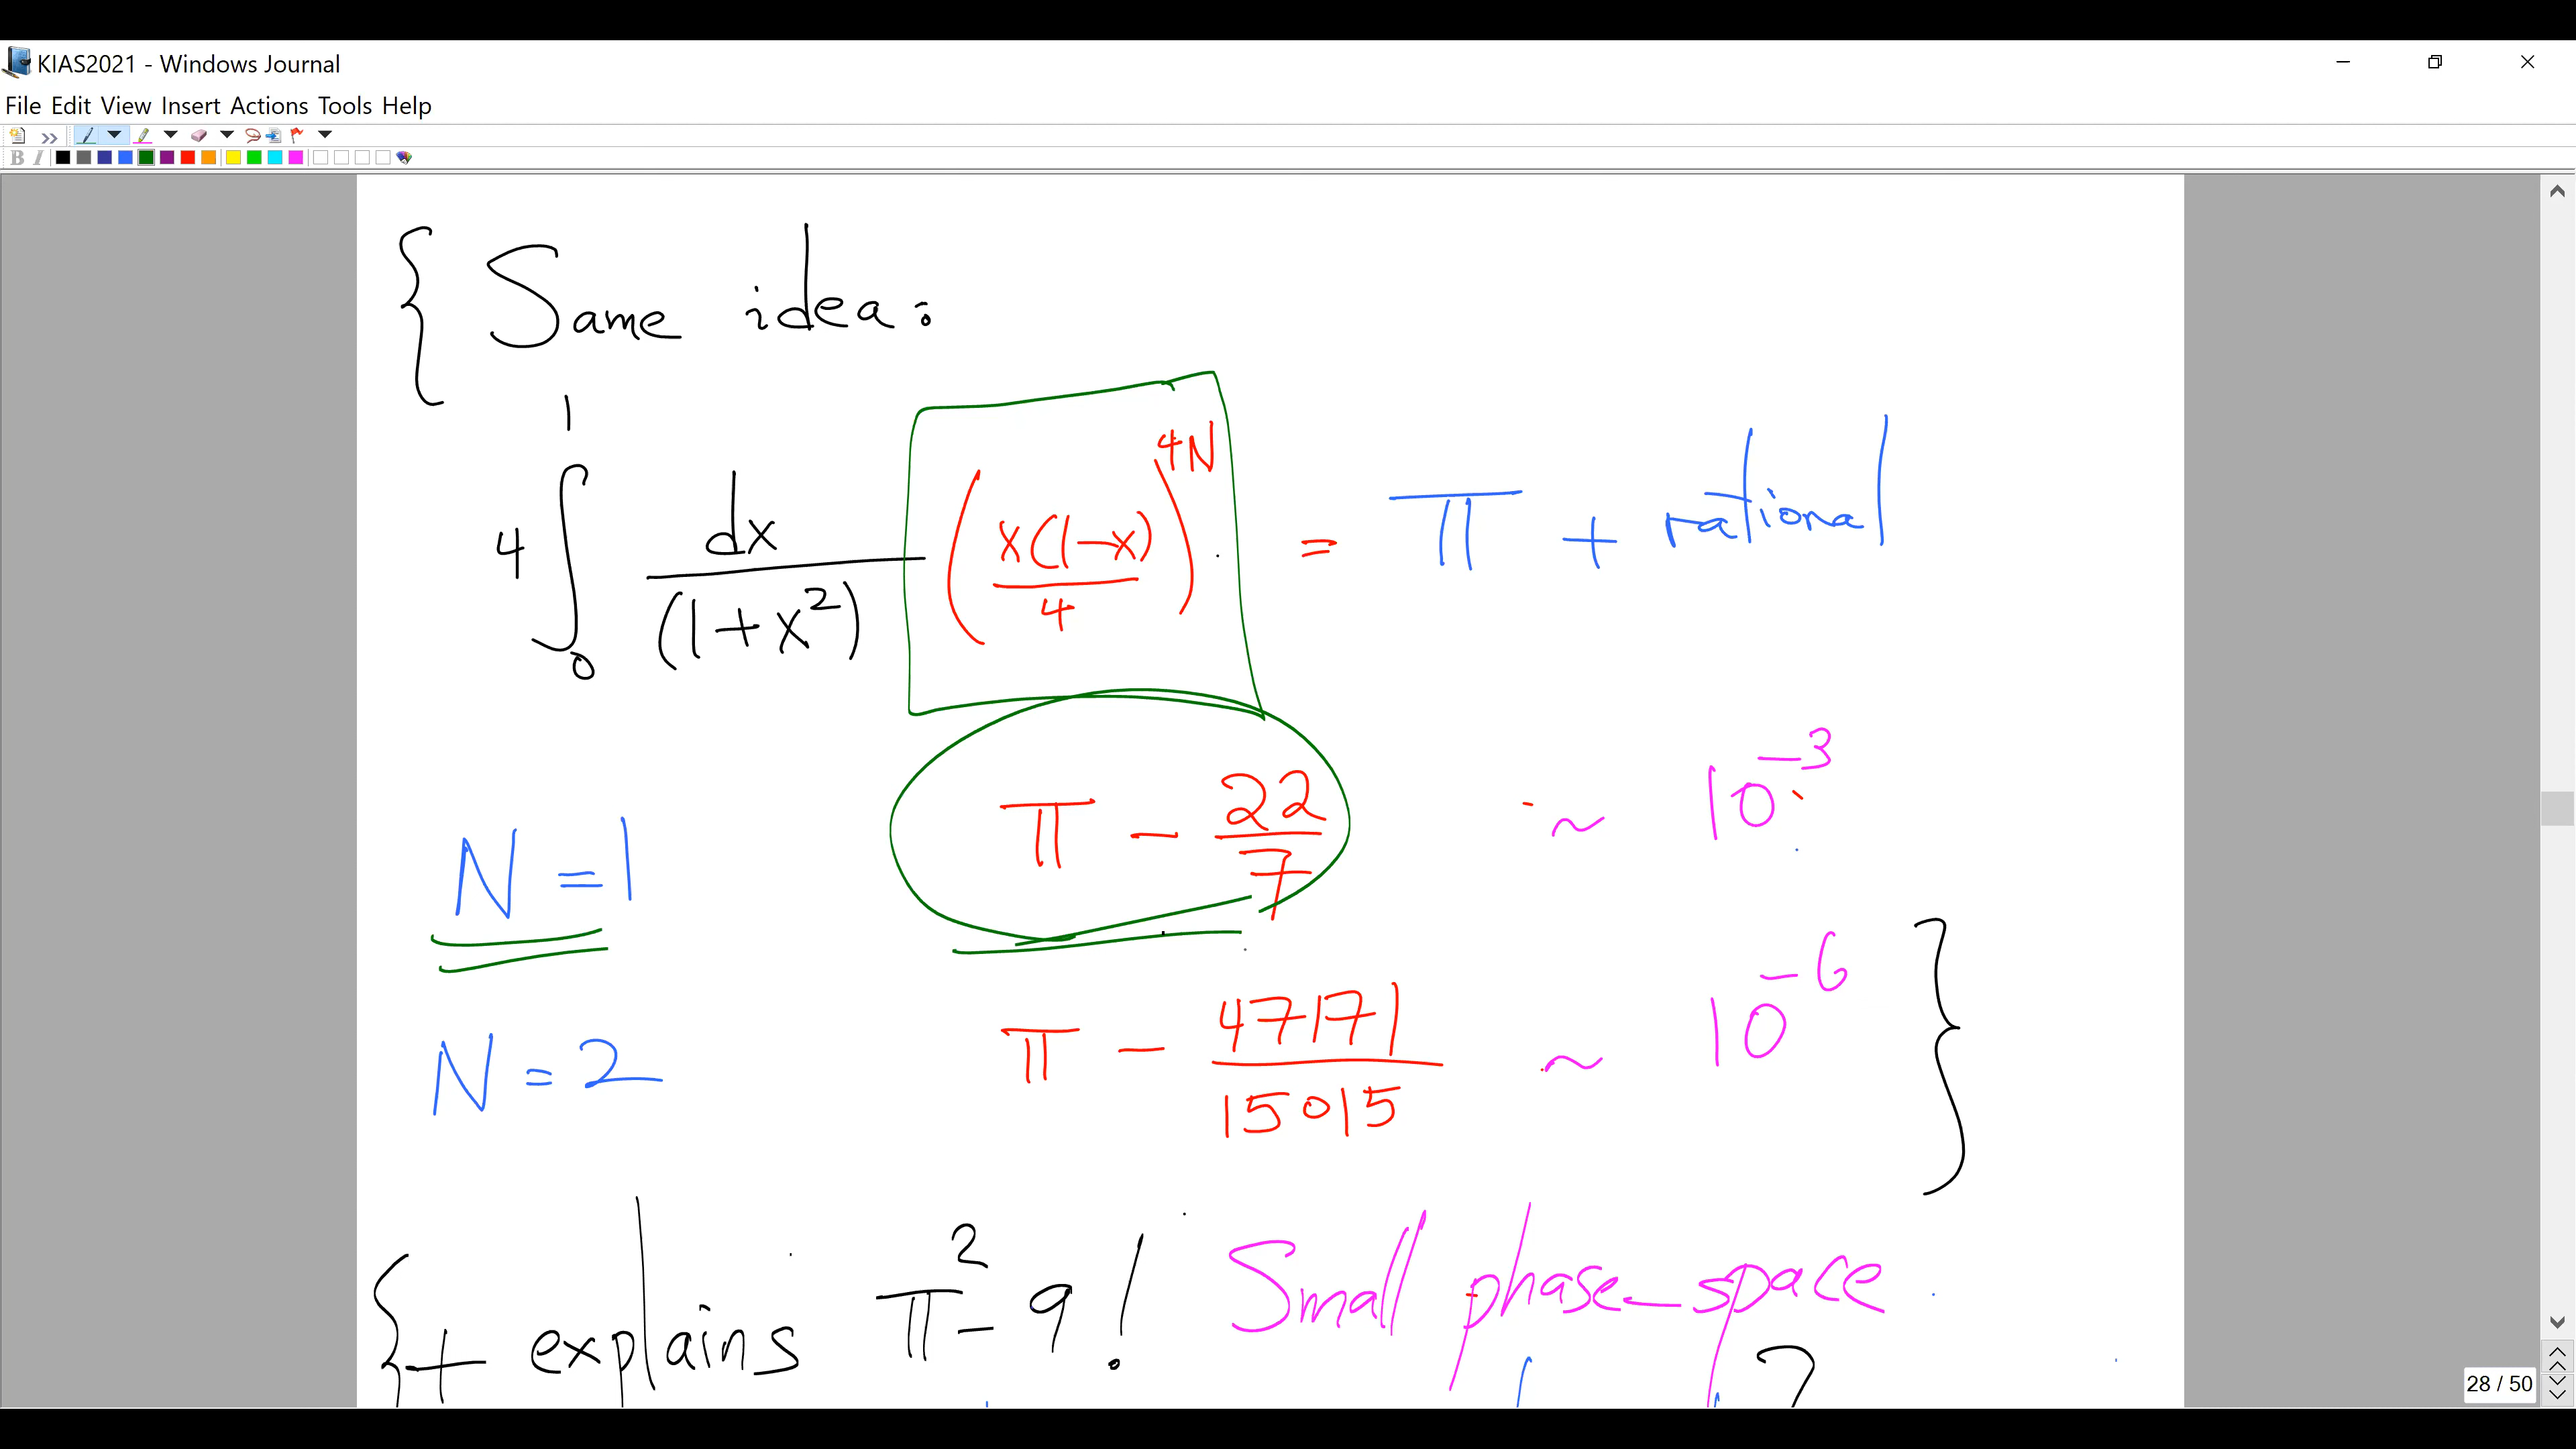 KIAS2021 - Windows Journal
File Edit View Insert Actions Tools Help
B I
{ Same idea:
4 ∫₀¹ dx/(1+x²) (x(1-x)/4)^4N = π + rational
N = 1 π - 22/7 ~ 10^-3
N = 2 π - 47171/15015 ~ 10^-6 }
{ + explains π² - 9! Small phase-space
28 / 50